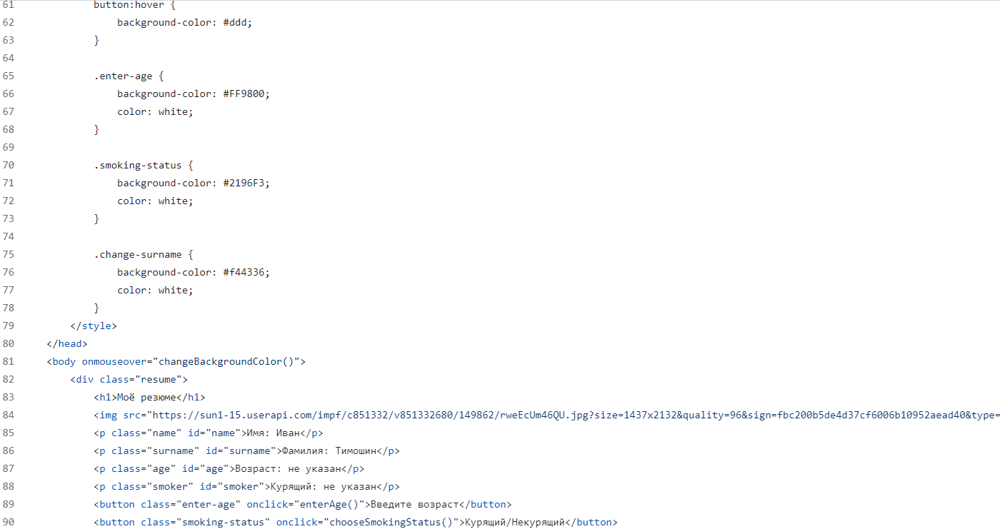 61 button:hover {
62 background-color: #ddd;
63 }
64
65 .enter-age {
66 background-color: #FF9800;
67 color: white;
68 }
69
70 .smoking-status {
71 background-color: #2196F3;
72 color: white;
73 }
74
75 .change-surname {
76 background-color: #f44336;
77 color: white;
78 }
79 </style>
80 </head>
81 <body onmouseover="changeBackgroundColor()">
82 <div class="resume">
83 <h1>Моё резюме</h1>
84 <img src="https://sun1-15.userapi.com/impf/c851332/v851332680/149862/rweEcUm46QU.jpg?size=1437x2132&quality=96&sign=fbc200b5de4d37cf6006b10952aead40&type=
85 <p class="name" id="name">Имя: Иван</p>
86 <p class="surname" id="surname">Фамилия: Тимошин</p>
87 <p class="age" id="age">Возраст: не указан</p>
88 <p class="smoker" id="smoker">Курящий: не указан</p>
89 <button class="enter-age" onclick="enterAge()">Введите возраст</button>
90 <button class="smoking-status" onclick="chooseSmokingStatus()">Курящий/Некурящий</button>